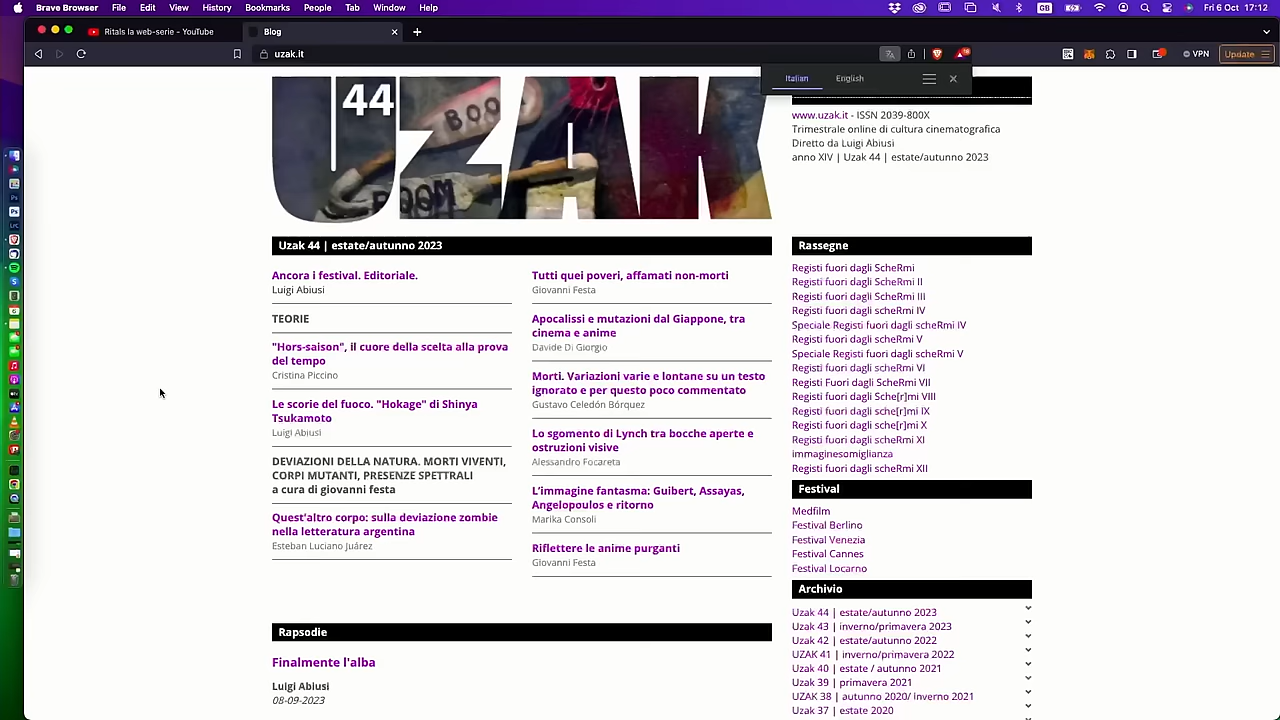 Brave Browser File Edit View History Bookmarks Profiles Tab Window Help
Fri 6 Oct 17:12
Ritals la web-serie - YouTube
Blog
uzak.it
VPN
Update
Italian English
44
UZAK
BOOM
www.uzak.it - ISSN 2039-800X
Trimestrale online di cultura cinematografica
Diretto da Luigi Abiusi
anno XIV | Uzak 44 | estate/autunno 2023
Uzak 44 | estate/autunno 2023
Ancora i festival. Editoriale.
Luigi Abiusi
TEORIE
"Hors-saison", il cuore della scelta alla prova
del tempo
Cristina Piccino
Le scorie del fuoco. "Hokage" di Shinya
Tsukamoto
Luigi Abiusi
DEVIAZIONI DELLA NATURA. MORTI VIVENTI,
CORPI MUTANTI, PRESENZE SPETTRALI
a cura di giovanni festa
Quest'altro corpo: sulla deviazione zombie
nella letteratura argentina
Esteban Luciano Juárez
Tutti quei poveri, affamati non-morti
Giovanni Festa
Apocalissi e mutazioni dal Giappone, tra
cinema e anime
Davide Di Giorgio
Morti. Variazioni varie e lontane su un testo
ignorato e per questo poco commentato
Gustavo Celedón Bórquez
Lo sgomento di Lynch tra bocche aperte e
ostruzioni visive
Alessandro Focareta
L'immagine fantasma: Guibert, Assayas,
Angelopoulos e ritorno
Marika Consoli
Riflettere le anime purganti
Giovanni Festa
Rapsodie
Finalmente l'alba
Luigi Abiusi
08-09-2023
Rassegne
Registi fuori dagli ScheRmi
Registi fuori dagli ScheRmi II
Registi fuori dagli ScheRmi III
Registi fuori dagli scheRmi IV
Speciale Registi fuori dagli scheRmi IV
Registi fuori dagli scheRmi V
Speciale Registi fuori dagli scheRmi V
Registi fuori dagli scheRmi VI
Registi Fuori dagli ScheRmi VII
Registi fuori dagli Sche[r]mi VIII
Registi fuori dagli sche[r]mi IX
Registi fuori dagli sche[r]mi X
Registi fuori dagli scheRmi XI
immaginesomiglianza
Registi fuori dagli scheRmi XII
Festival
Medfilm
Festival Berlino
Festival Venezia
Festival Cannes
Festival Locarno
Archivio
Uzak 44 | estate/autunno 2023
Uzak 43 | inverno/primavera 2023
Uzak 42 | estate/autunno 2022
UZAK 41 | inverno/primavera 2022
Uzak 40 | estate / autunno 2021
Uzak 39 | primavera 2021
UZAK 38 | autunno 2020/ Inverno 2021
Uzak 37 | estate 2020